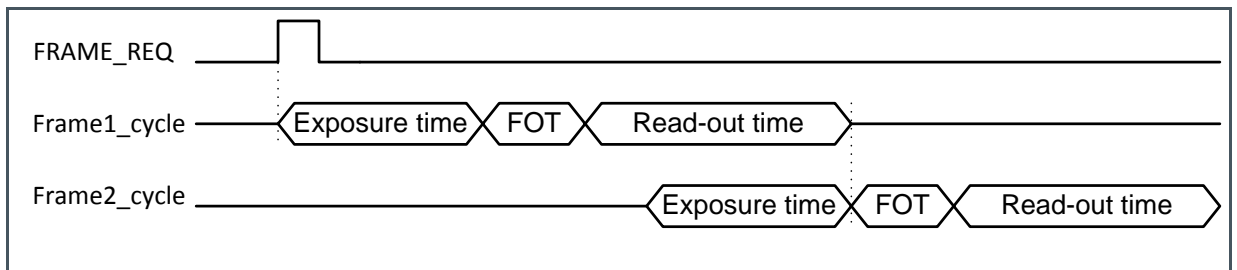 FRAME_REQ
Frame1_cycle Exposure time FOT Read-out time
Frame2_cycle Exposure time FOT Read-out time